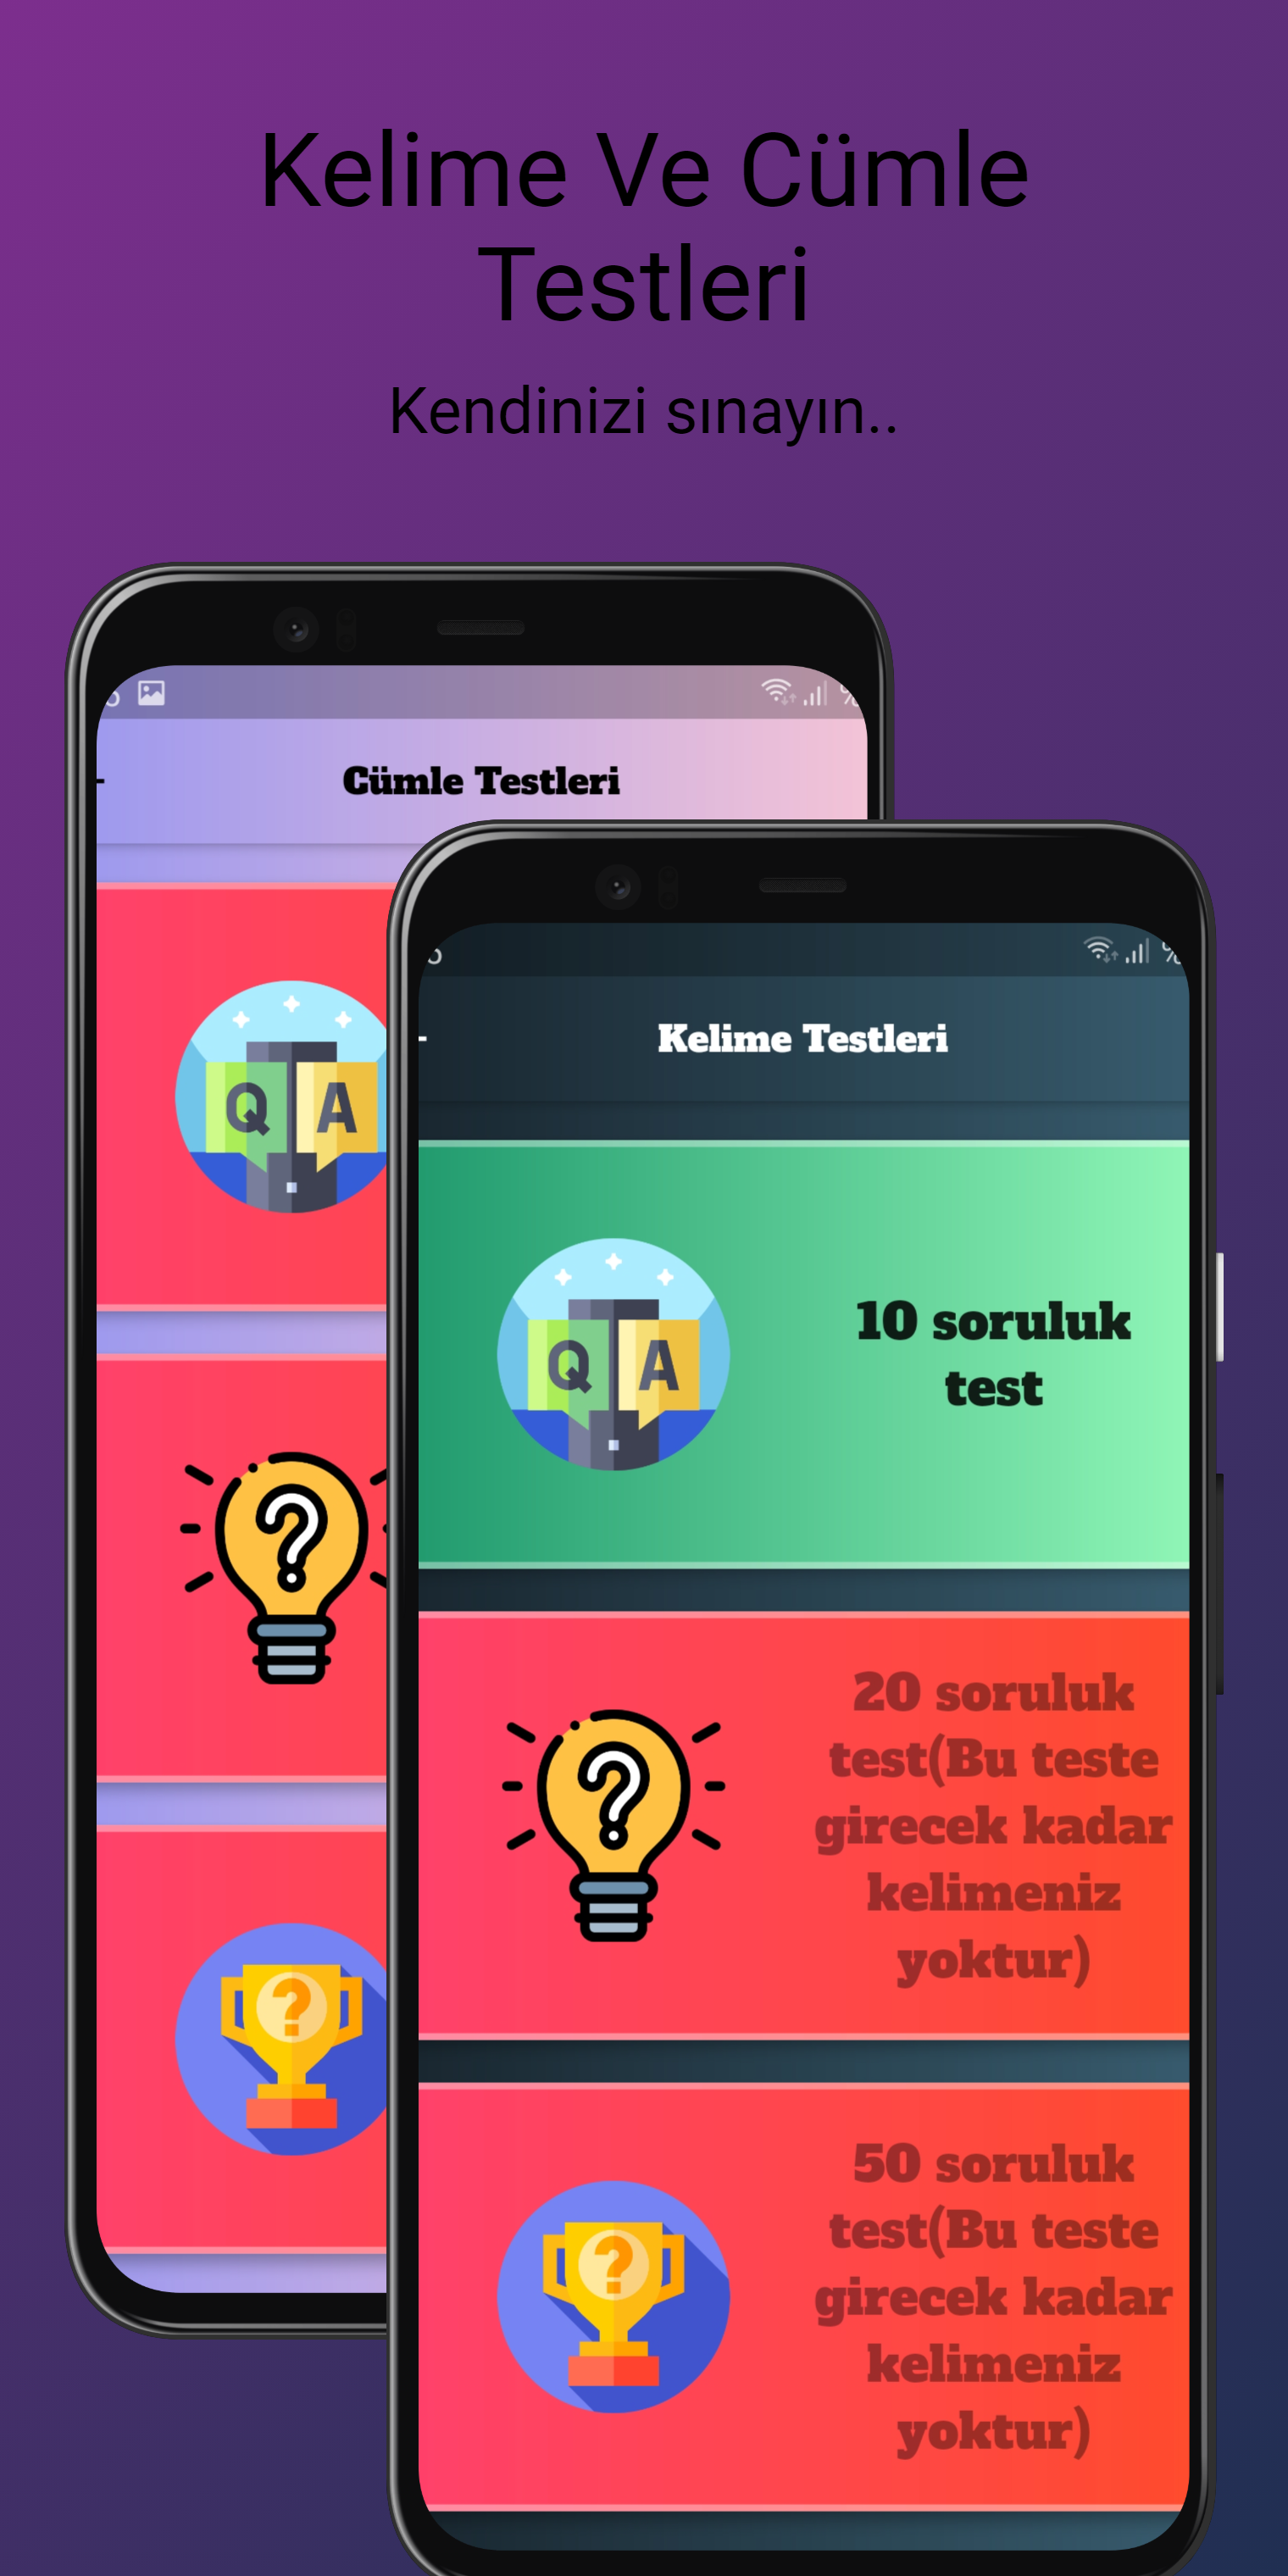 Kelime Ve Cümle
Testleri
Kendinizi sınayın..
Cümle Testleri
Q A
?
?
Kelime Testleri
Q A
10 soruluk
test
?
20 soruluk
test(Bu teste
girecek kadar
kelimeniz
yoktur)
?
50 soruluk
test(Bu teste
girecek kadar
kelimeniz
yoktur)